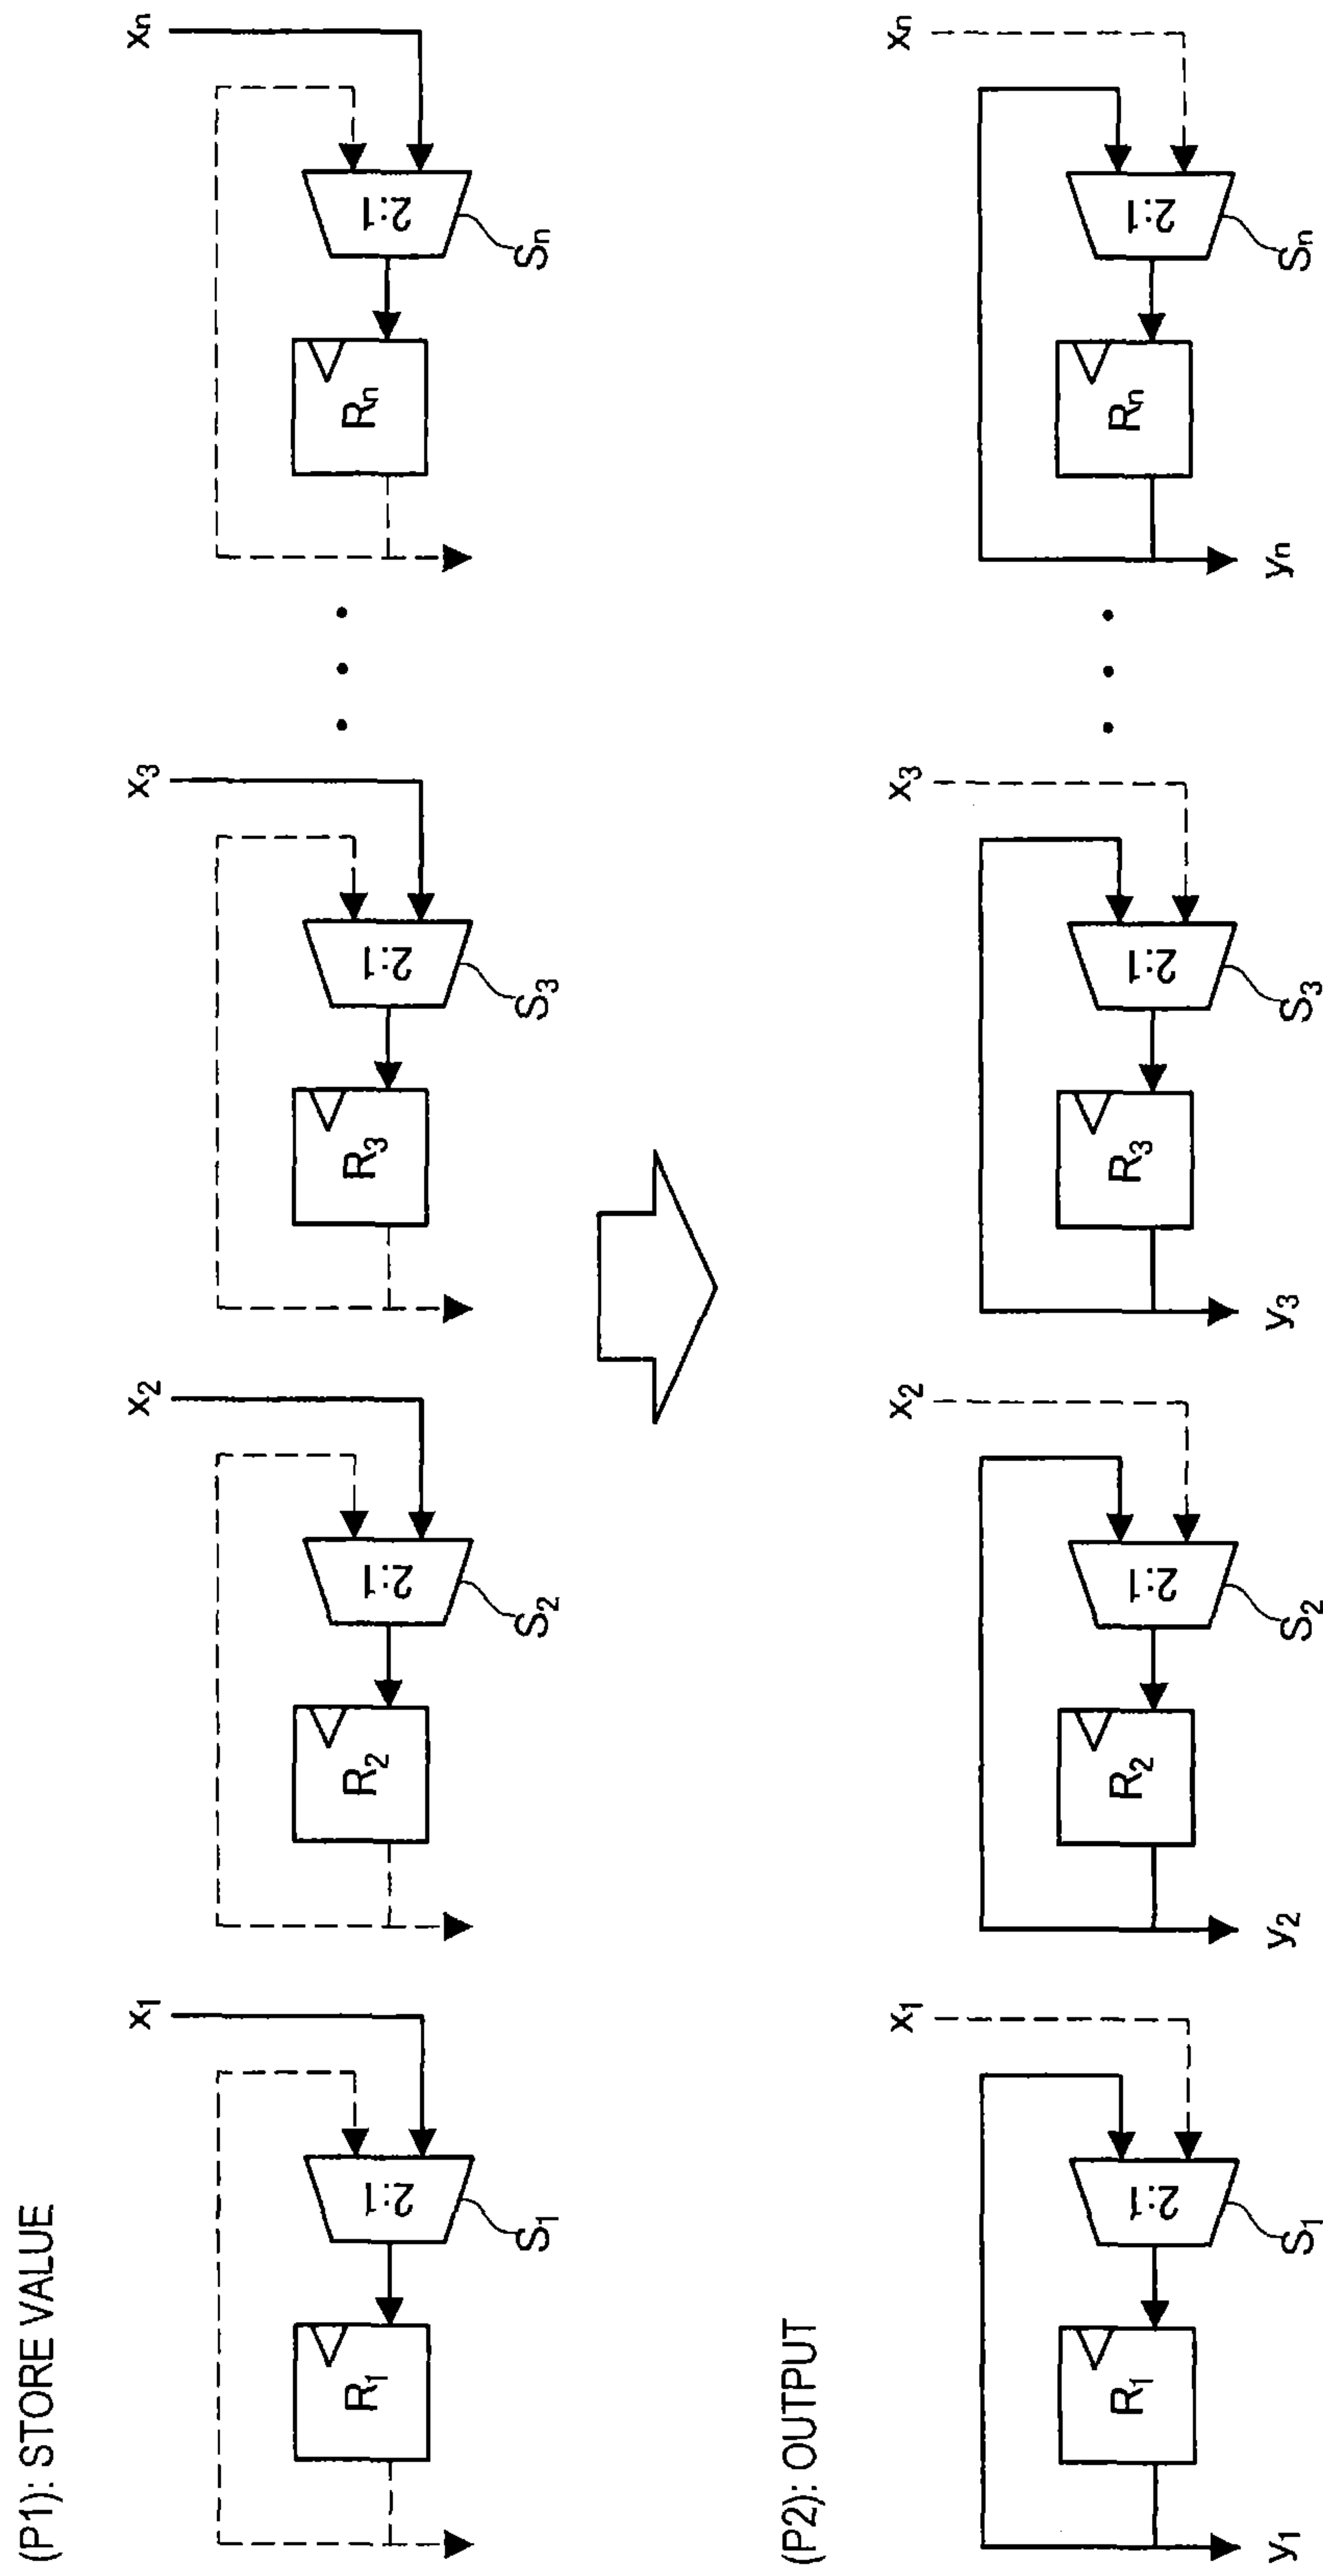 (P1): STORE VALUE
x1 x2 x3 xn
2:1 2:1 2:1 2:1
R1 R2 R3 • • • Rn
S1 S2 S3 Sn
(P2): OUTPUT
x1 x2 x3 xn
2:1 2:1 2:1 2:1
R1 R2 R3 • • • Rn
S1 S2 S3 Sn
y1 y2 y3 yn